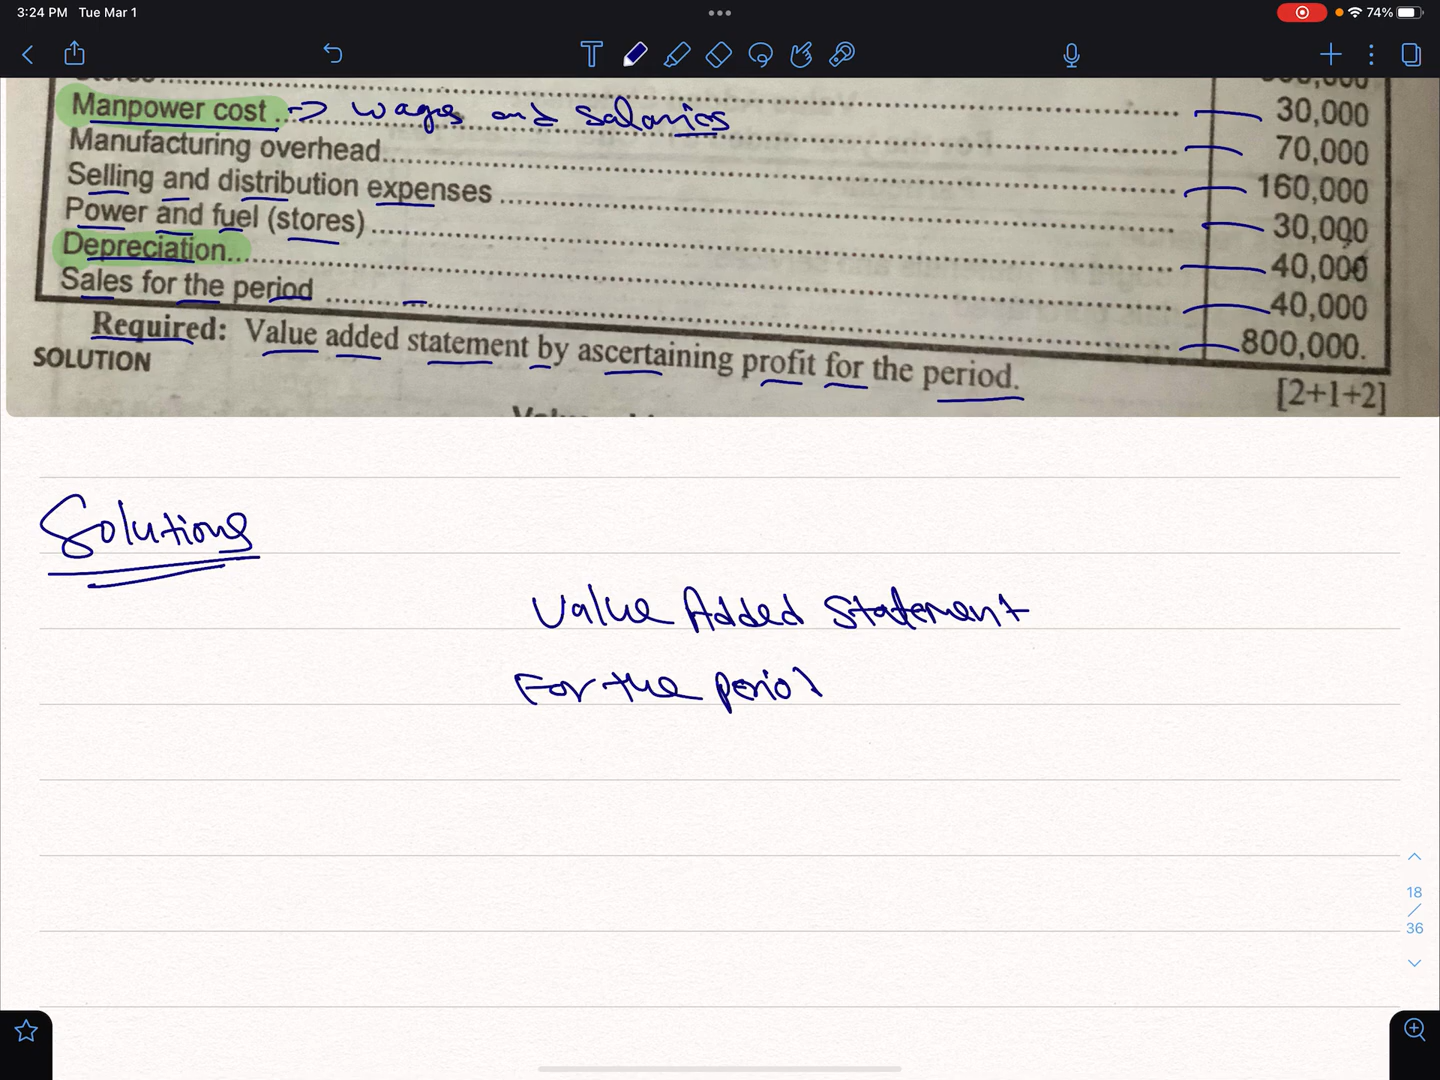 3:24 PM Tue Mar 1
74%
Stores 30,000
Manpower cost → wages and salaries 70,000
Manufacturing overhead 160,000
Selling and distribution expenses 30,000
Power and fuel (stores) 40,000
Depreciation 40,000
Sales for the period 800,000.
Required: Value added statement by ascertaining profit for the period.
[2+1+2]
SOLUTION
Solutions
Value Added Statement
For the period
18
/
36